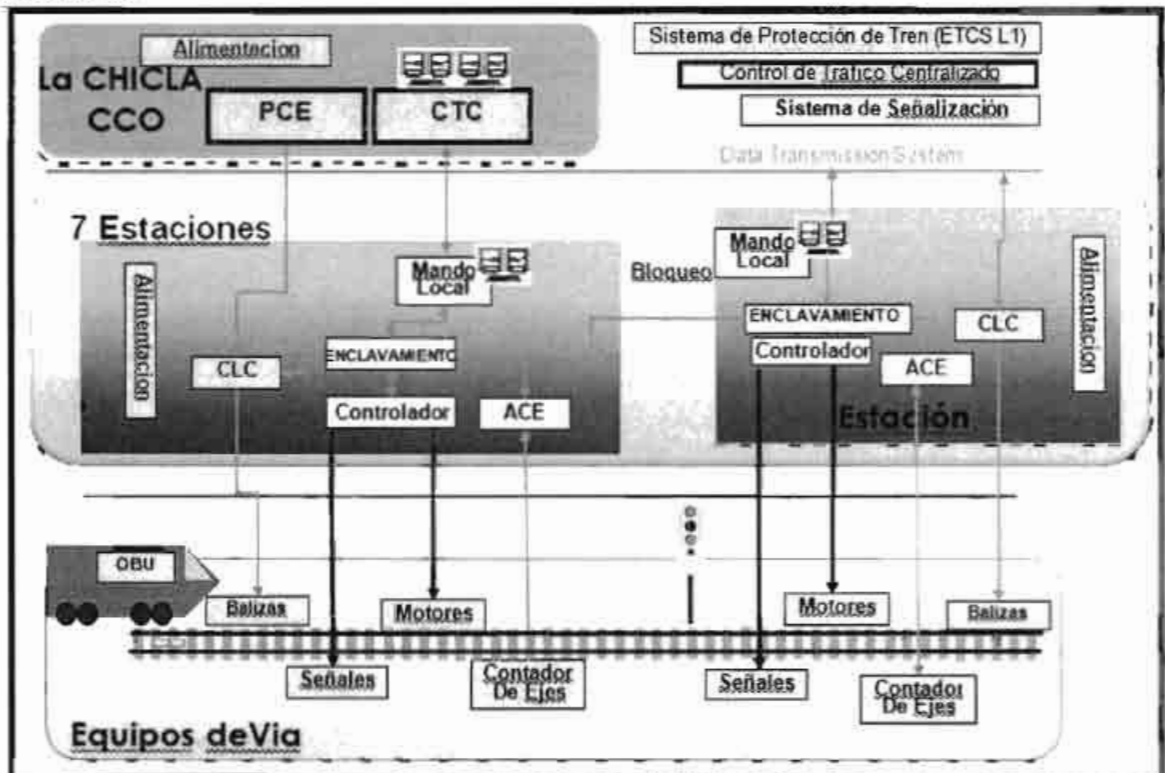 Alimentacion
La CHICLA
CCO
PCE
CTC
Sistema de Protección de Tren (ETCS L1)
Control de Trafico Centralizado
Sistema de Señalización
Data Transmission System
7 Estaciones
Alimentacion
Mando
Local
CLC
ENCLAVAMIENTO
Controlador
ACE
Bloqueo
Mando
Local
ENCLAVAMIENTO
Controlador
ACE
CLC
Alimentacion
Estación
OBU
Balizas
Motores
Motores
Balizas
Señales
Contador
De Ejes
Señales
Contador
De Ejes
Equipos deVia